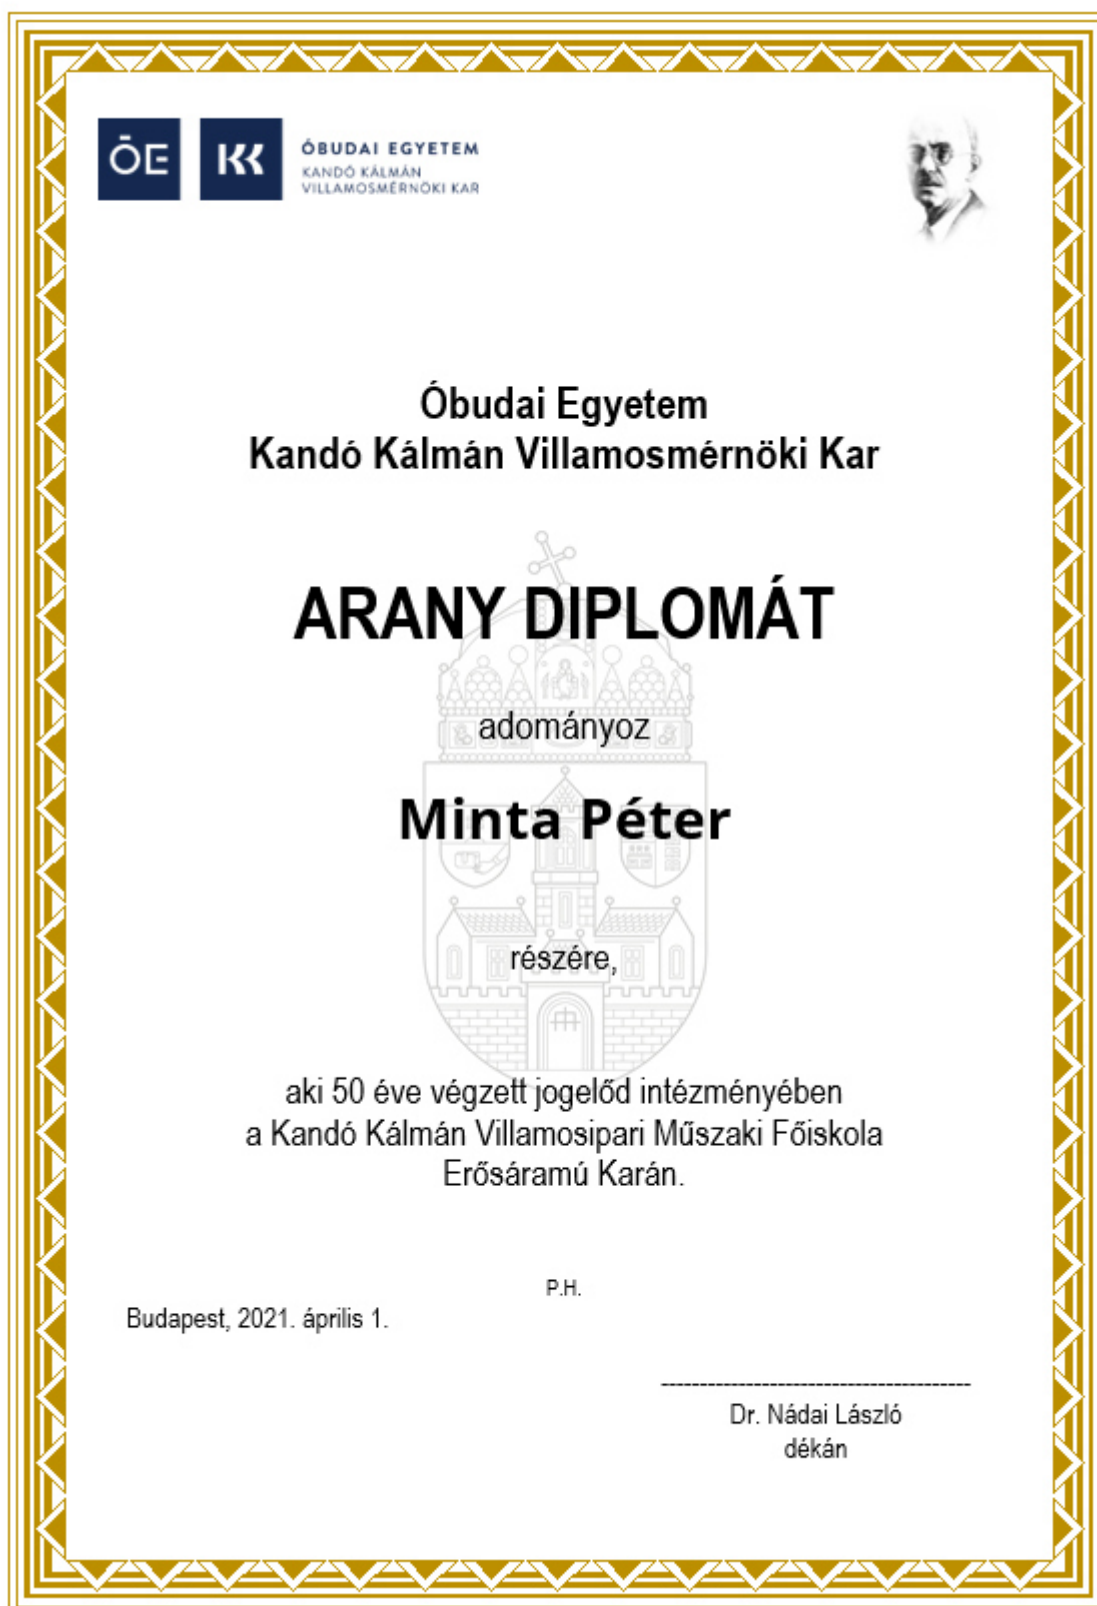 ŌE
KK
ÓBUDAI EGYETEM
KANDÓ KÁLMÁN
VILLAMOSMÉRNÖKI KAR
Óbudai Egyetem
Kandó Kálmán Villamosmérnöki Kar
ARANY DIPLOMÁT
adományoz
Minta Péter
részére,
aki 50 éve végzett jogelőd intézményében
a Kandó Kálmán Villamosipari Műszaki Főiskola
Erősáramú Karán.
P.H.
Budapest, 2021. április 1.
----------------------------------------
Dr. Nádai László
dékán